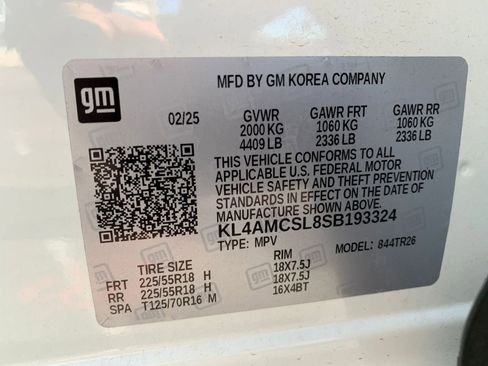 gm
MFD BY GM KOREA COMPANY
02/25 GVWR GAWR FRT GAWR RR
2000 KG 1060 KG 1060 KG
4409 LB 2336 LB 2336 LB
THIS VEHICLE CONFORMS TO ALL
APPLICABLE U.S. FEDERAL MOTOR
VEHICLE SAFETY AND THEFT PREVENTION
STANDARDS IN EFFECT ON THE DATE OF
MANUFACTURE SHOWN ABOVE.
KL4AMCSL8SB193324
TYPE: MPV MODEL: 844TR26
TIRE SIZE RIM
FRT 225/55R18 H 18X7.5J
RR 225/55R18 H 18X7.5J
SPA T125/70R16 M 16X4BT